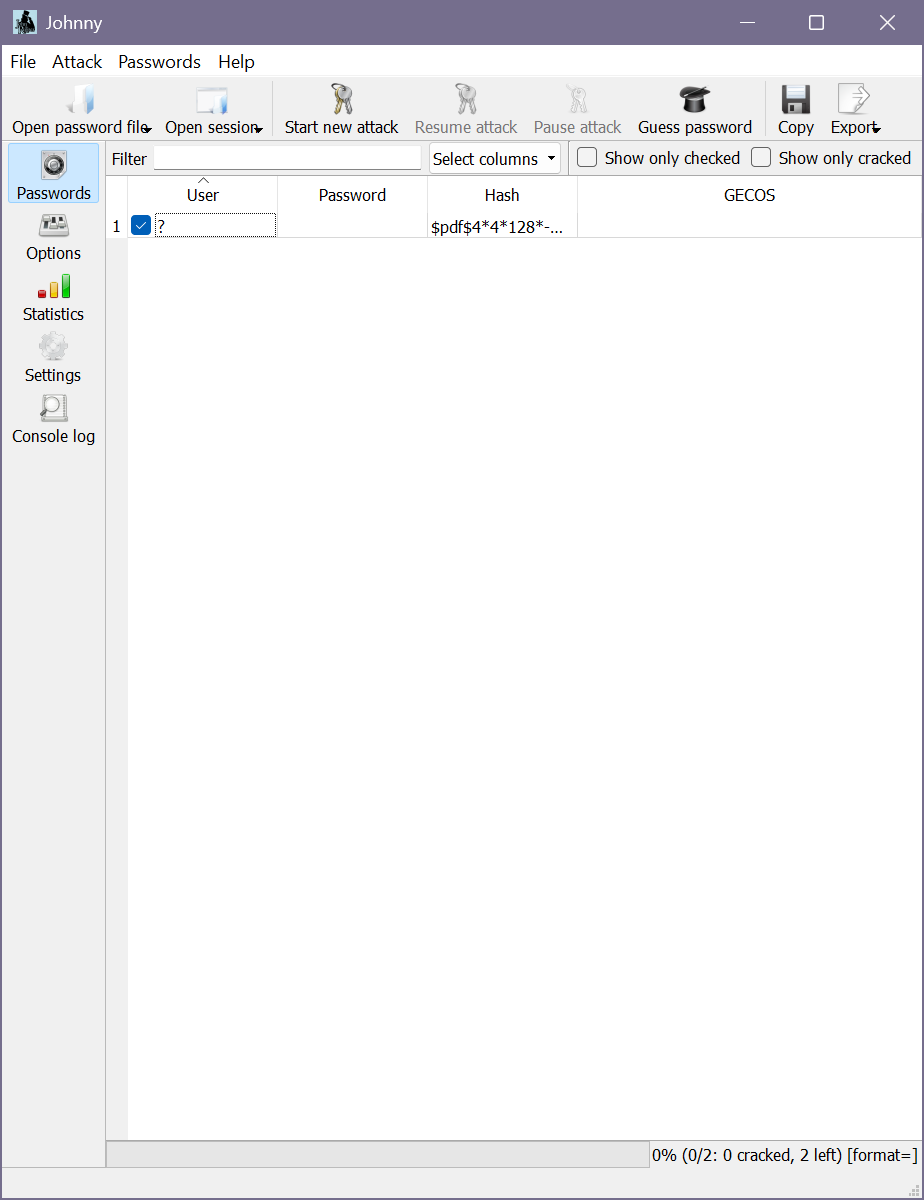 Johnny
File Attack Passwords Help
Open password file Open session Start new attack Resume attack Pause attack Guess password Copy Export
Passwords
Options
Statistics
Settings
Console log
Filter Select columns Show only checked Show only cracked
User Password Hash GECOS
1 ? $pdf$4*4*128*-...
0% (0/2: 0 cracked, 2 left) [format=]